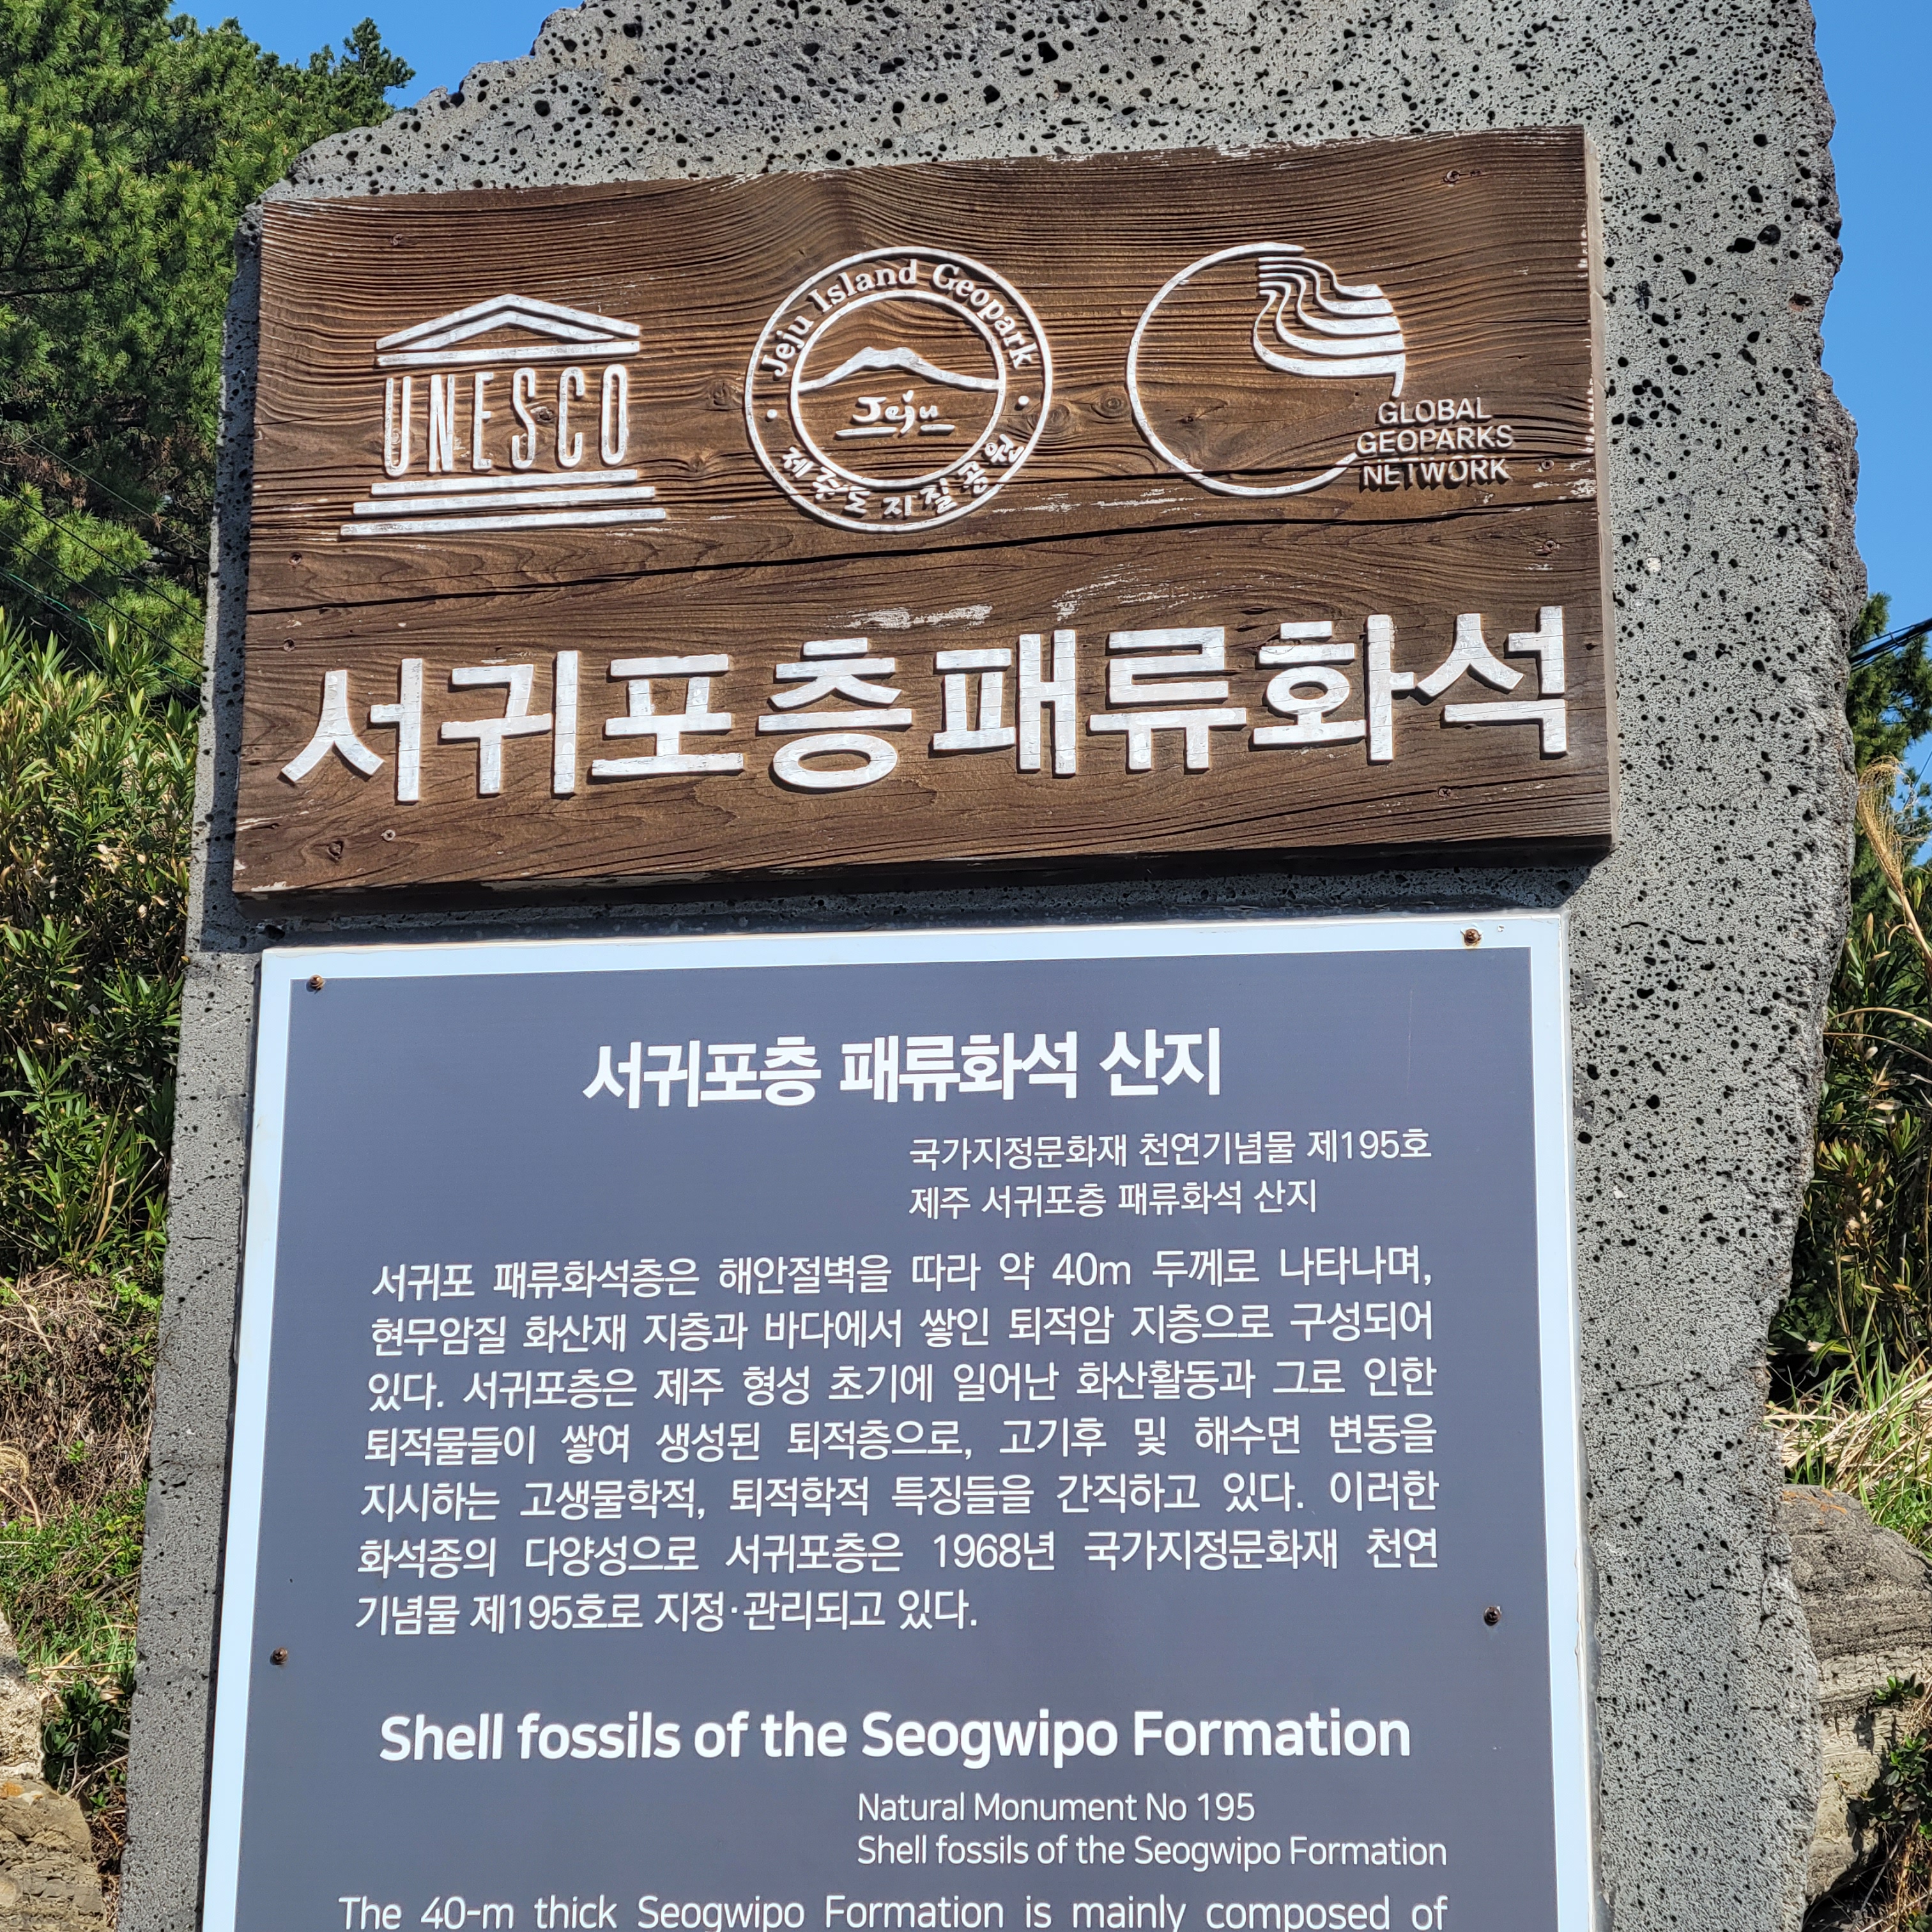 UNESCO
Jeju Island Geopark
Jeju
제주도지질공원
GLOBAL
GEOPARKS
NETWORK
서귀포층패류화석
서귀포층 패류화석 산지
국가지정문화재 천연기념물 제195호
제주 서귀포층 패류화석 산지
서귀포 패류화석층은 해안절벽을 따라 약 40m 두께로 나타나며,
현무암질 화산재 지층과 바다에서 쌓인 퇴적암 지층으로 구성되어
있다. 서귀포층은 제주 형성 초기에 일어난 화산활동과 그로 인한
퇴적물들이 쌓여 생성된 퇴적층으로, 고기후 및 해수면 변동을
지시하는 고생물학적, 퇴적학적 특징들을 간직하고 있다. 이러한
화석종의 다양성으로 서귀포층은 1968년 국가지정문화재 천연
기념물 제195호로 지정·관리되고 있다.
Shell fossils of the Seogwipo Formation
Natural Monument No 195
Shell fossils of the Seogwipo Formation
The 40-m thick Seogwipo Formation is mainly composed of